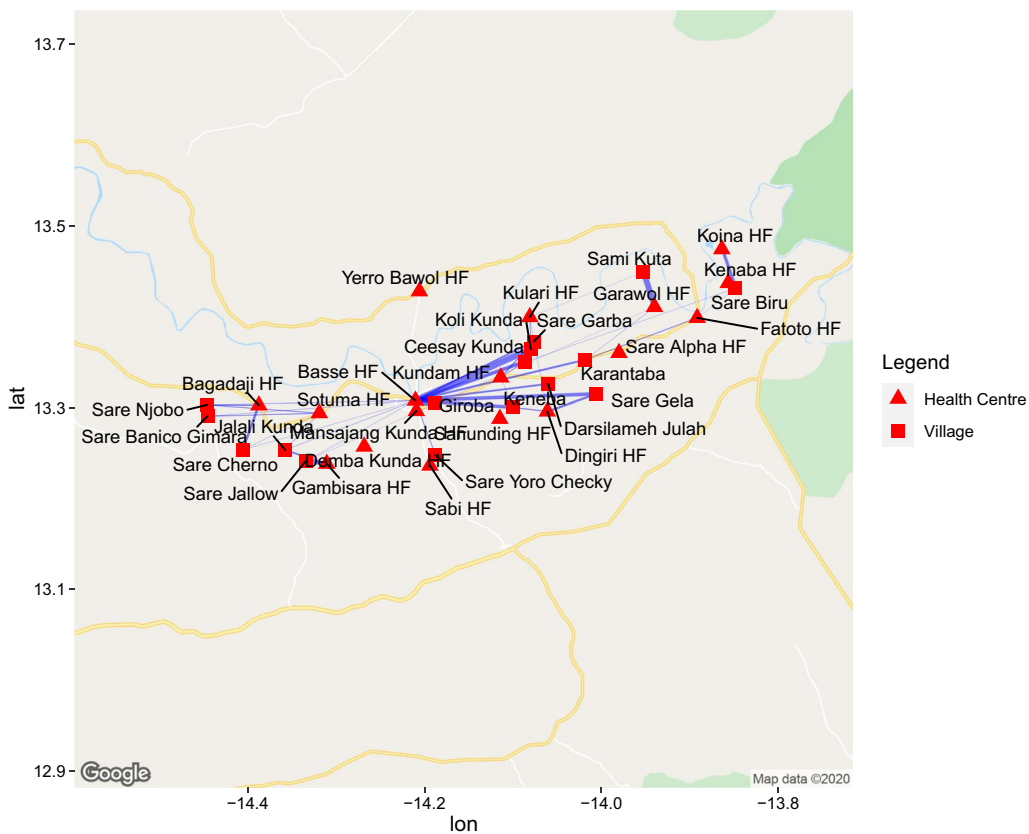 13.7
13.5
13.3
13.1
12.9
lat
Koina HF
Sami Kuta
Kenaba HF
Yerro Bawol HF
Garawol HF
Kulari HF
Sare Biru
Koli Kunda
Sare Garba
Fatoto HF
Ceesay Kunda
Sare Alpha HF
Basse HF
Kundam HF
Karantaba
Bagadaji HF
Sotuma HF
Keneba
Sare Gela
Sare Njobo
Giroba
Jalali Kunda
Mansajang Kunda HF
Sahunding HF
Darsilameh Julah
Sare Banico Gimara
Demba Kunda HF
Dingiri HF
Sare Cherno
Sare Yoro Checky
Sare Jallow
Gambisara HF
Sabi HF
Google
Map data ©2020
−14.4
−14.2
−14.0
−13.8
lon
Legend
Health Centre
Village